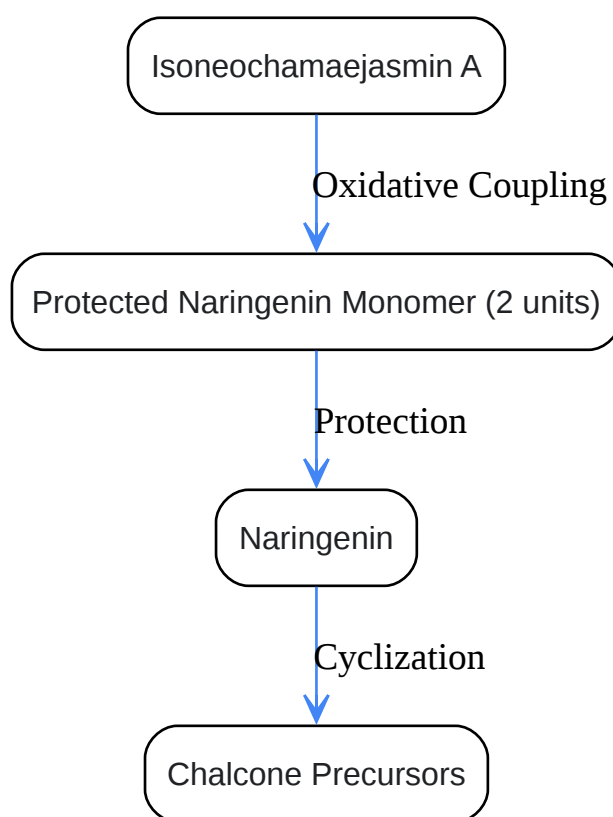 Isoneochamaejasmin A
Oxidative Coupling
Protected Naringenin Monomer (2 units)
Protection
Naringenin
Cyclization
Chalcone Precursors